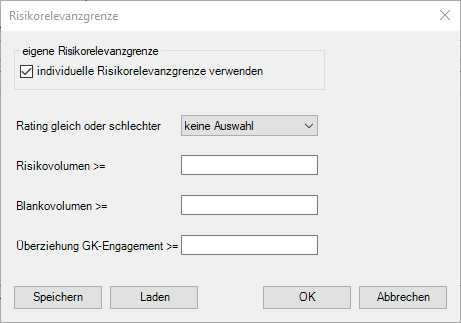 Risikorelevanzgrenze
eigene Risikorelevanzgrenze
individuelle Risikorelevanzgrenze verwenden
Rating gleich oder schlechter keine Auswahl
Risikovolumen >=
Blankovolumen >=
Überziehung GK-Engagement >=
Speichern Laden OK Abbrechen